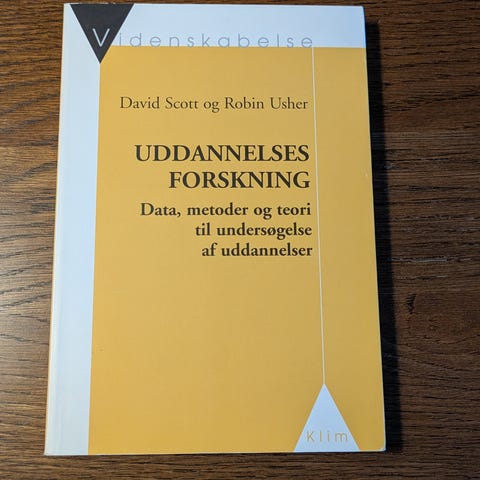 Videnskabelse
David Scott og Robin Usher
UDDANNELSES
FORSKNING
Data, metoder og teori
til undersøgelse
af uddannelser
Klim